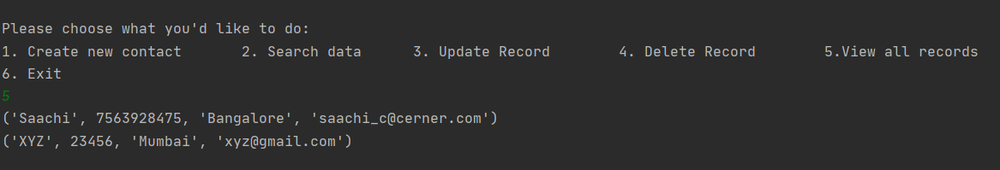 Please choose what you'd like to do:
1. Create new contact       2. Search data      3. Update Record        4. Delete Record        5.View all records
6. Exit
5
('Saachi', 7563928475, 'Bangalore', 'saachi_c@cerner.com')
('XYZ', 23456, 'Mumbai', 'xyz@gmail.com')